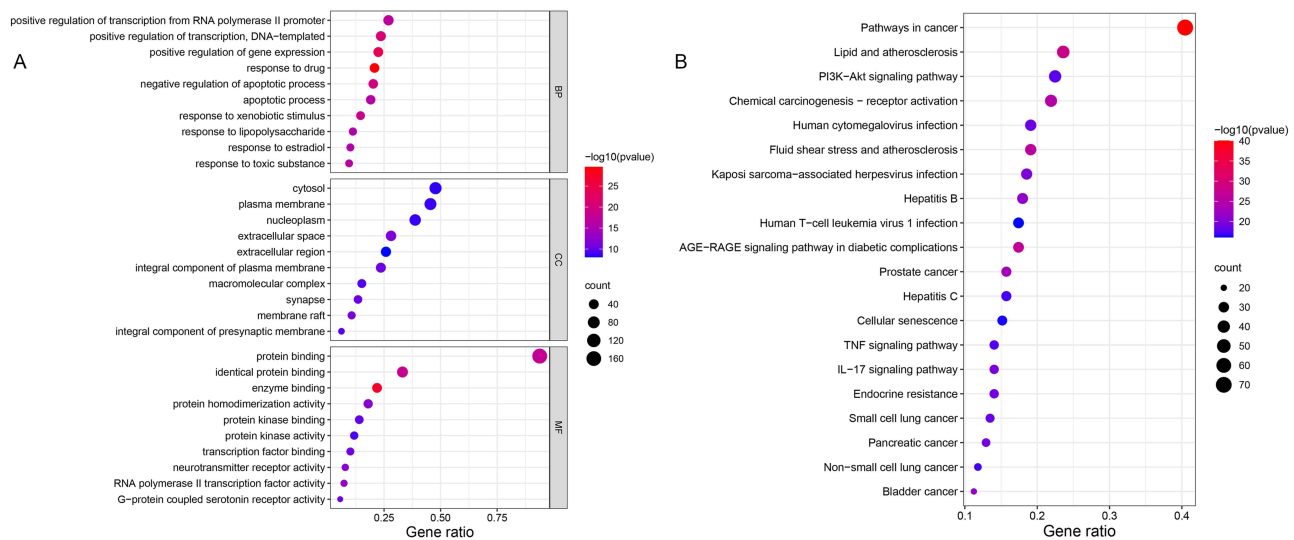 A
positive regulation of transcription from RNA polymerase II promoter
positive regulation of transcription, DNA-templated
positive regulation of gene expression
response to drug
negative regulation of apoptotic process
apoptotic process
response to xenobiotic stimulus
response to lipopolysaccharide
response to estradiol
response to toxic substance
BP
cytosol
plasma membrane
nucleoplasm
extracellular space
extracellular region
integral component of plasma membrane
macromolecular complex
synapse
membrane raft
integral component of presynaptic membrane
CC
protein binding
identical protein binding
enzyme binding
protein homodimerization activity
protein kinase binding
protein kinase activity
transcription factor binding
neurotransmitter receptor activity
RNA polymerase II transcription factor activity
G-protein coupled serotonin receptor activity
MF
0.25 0.50 0.75
Gene ratio
−log10(pvalue)
25
20
15
10
count
40
80
120
160
B
Pathways in cancer
Lipid and atherosclerosis
PI3K-Akt signaling pathway
Chemical carcinogenesis − receptor activation
Human cytomegalovirus infection
Fluid shear stress and atherosclerosis
Kaposi sarcoma-associated herpesvirus infection
Hepatitis B
Human T-cell leukemia virus 1 infection
AGE-RAGE signaling pathway in diabetic complications
Prostate cancer
Hepatitis C
Cellular senescence
TNF signaling pathway
IL-17 signaling pathway
Endocrine resistance
Small cell lung cancer
Pancreatic cancer
Non-small cell lung cancer
Bladder cancer
0.1 0.2 0.3 0.4
Gene ratio
−log10(pvalue)
40
35
30
25
20
count
20
30
40
50
60
70